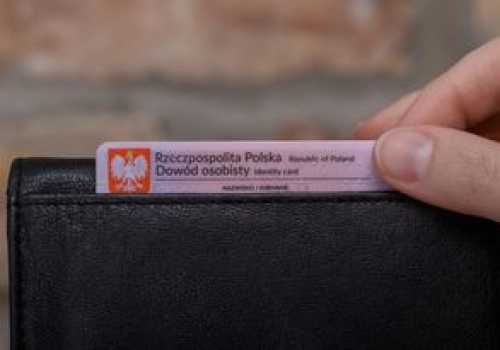 Rzeczpospolita Polska Republic of Poland
Dowód osobisty Identity card
NAZWISKO / SURNAME